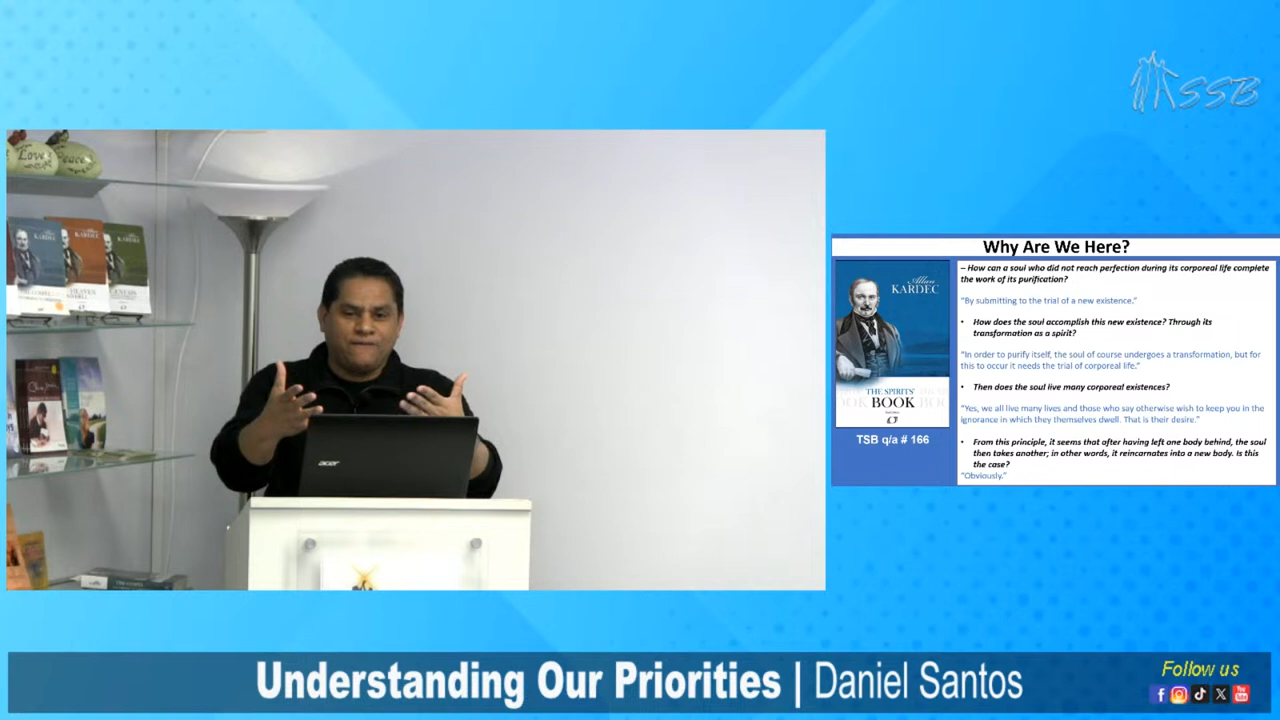 SSB
Love
Peace
Allan
KARDEC
KARDEC
KARDEC
HEAVEN
GENESIS
acer
Why Are We Here?
Allan
KARDEC
THE SPIRITS'
BOOK
TSB q/a # 166
– How can a soul who did not reach perfection during its corporeal life complete
the work of its purification?
“By submitting to the trial of a new existence.”
• How does the soul accomplish this new existence? Through its
transformation as a spirit?
“In order to purify itself, the soul of course undergoes a transformation, but for
this to occur it needs the trial of corporeal life.”
• Then does the soul live many corporeal existences?
“Yes, we all live many lives and those who say otherwise wish to keep you in the
ignorance in which they themselves dwell. That is their desire.”
• From this principle, it seems that after having left one body behind, the soul
then takes another; in other words, it reincarnates into a new body. Is this
the case?
“Obviously.”
Understanding Our Priorities | Daniel Santos
Follow us